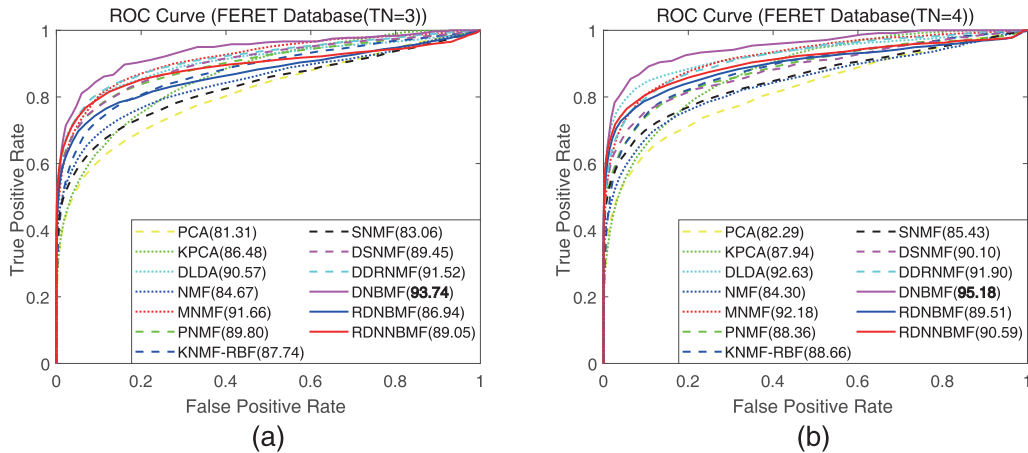 ROC Curve (FERET Database(TN=3))
True Positive Rate
1
0.8
0.6
0.4
0.2
0
PCA(81.31)
KPCA(86.48)
DLDA(90.57)
NMF(84.67)
MNMF(91.66)
PNMF(89.80)
KNMF-RBF(87.74)
SNMF(83.06)
DSNMF(89.45)
DDRNMF(91.52)
DNBMF(93.74)
RDNBMF(86.94)
RDNNBMF(89.05)
0 0.2 0.4 0.6 0.8 1
False Positive Rate
(a)
ROC Curve (FERET Database(TN=4))
True Positive Rate
1
0.8
0.6
0.4
0.2
0
PCA(82.29)
KPCA(87.94)
DLDA(92.63)
NMF(84.30)
MNMF(92.18)
PNMF(88.36)
KNMF-RBF(88.66)
SNMF(85.43)
DSNMF(90.10)
DDRNMF(91.90)
DNBMF(95.18)
RDNBMF(89.51)
RDNNBMF(90.59)
0 0.2 0.4 0.6 0.8 1
False Positive Rate
(b)